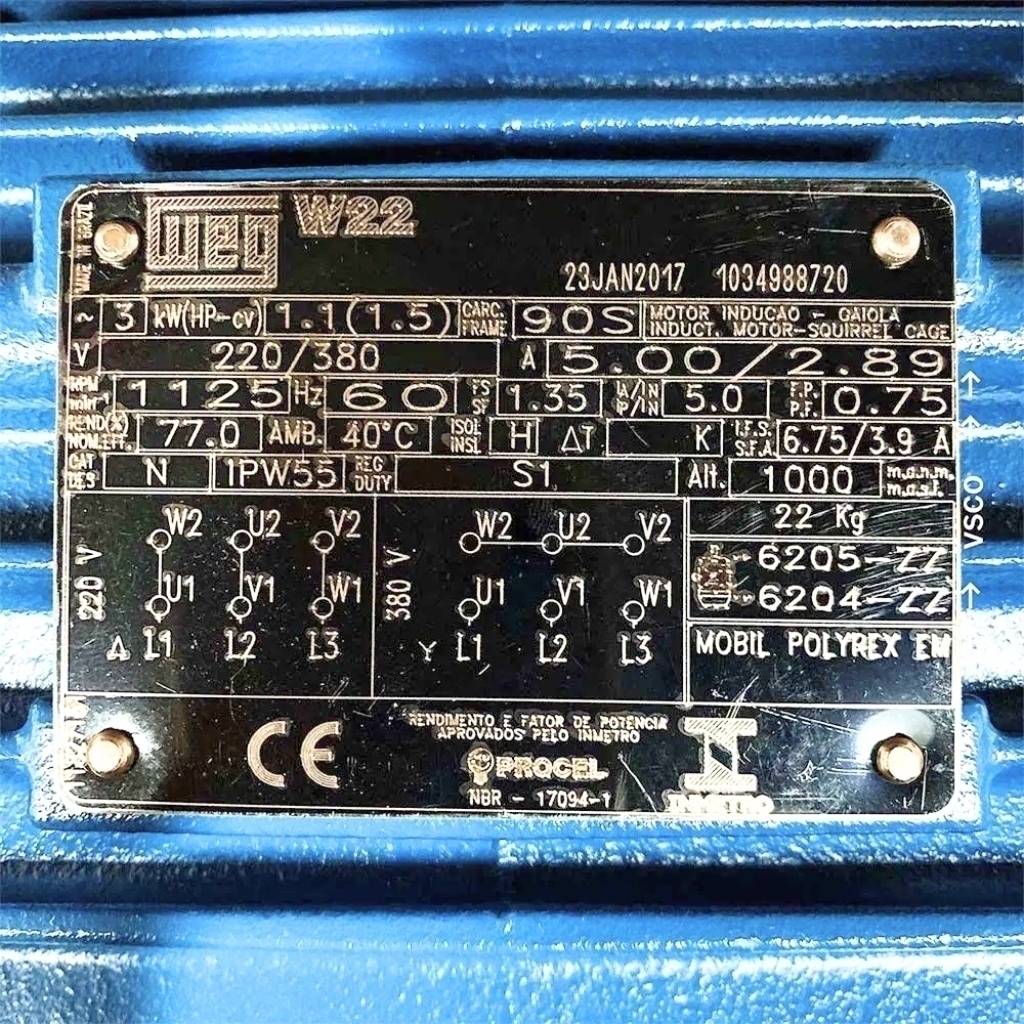 MADE IN BRAZIL
WEG W22
23JAN2017 1034988720
~ 3 kW(HP-cv) 1.1(1.5) CARC. FRAME 90S MOTOR INDUCAO - GAIOLA
INDUCT. MOTOR-SQUIRREL CAGE
V 220/380 A 5.00/2.89
RPM min-1 1125 Hz 60 FS SF 1.35 IA/IN IP/IN 5.0 F.P. P.F. 0.75
REND(%) NOM.EFF. 77.0 AMB. 40°C ISOL INSL H ΔT K I.F.S. S.F.A. 6.75/3.9 A
CAT DES N IPW55 REG DUTY S1 Alt. 1000 m.a.n.m. m.a.s.l.
22 Kg
W2 U2 V2 W2 U2 V2
6205-ZZ
220 V 380 V
U1 V1 W1 U1 V1 W1
6204-ZZ
Δ L1 L2 L3 Y L1 L2 L3
MOBIL POLYREX EM
CE
RENDIMENTO E FATOR DE POTENCIA
APROVADOS PELO INMETRO
PROCEL
NBR - 17094-1
INMETRO
→ VSCO → →